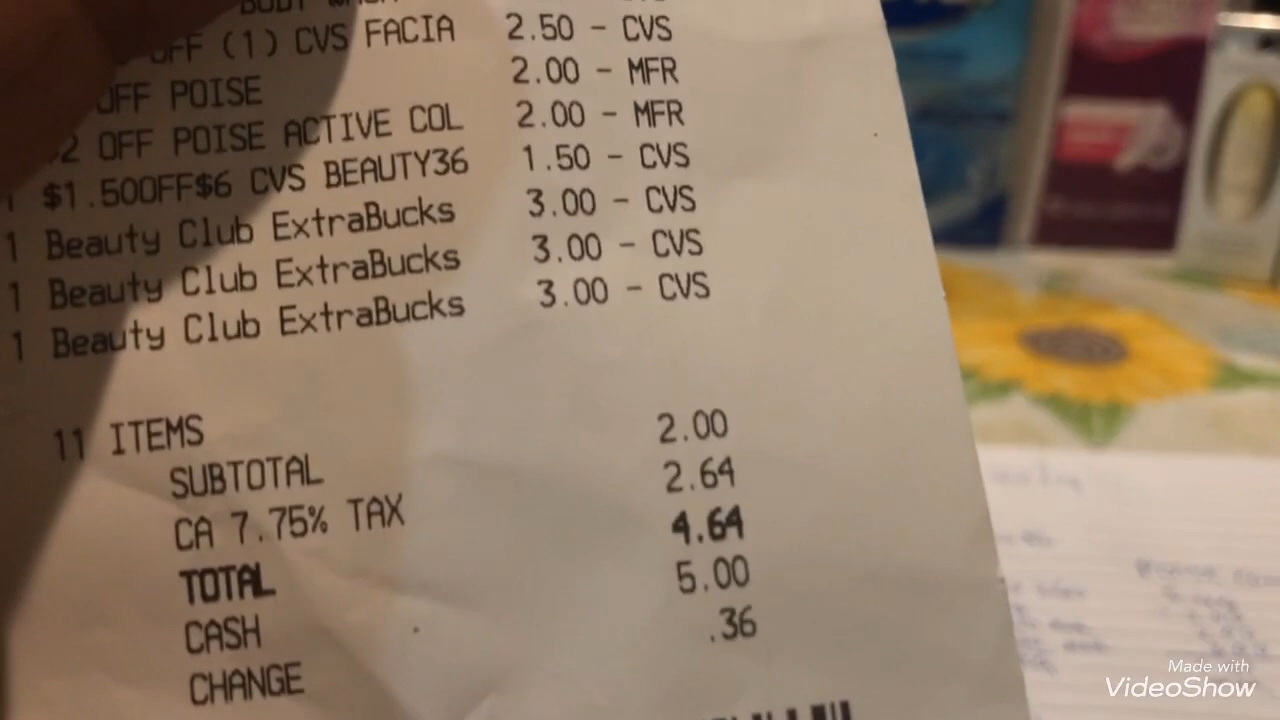 BODY WASH
OFF (1) CVS FACIA 2.50 - CVS
OFF POISE 2.00 - MFR
2 OFF POISE ACTIVE COL 2.00 - MFR
1 $1.50OFF$6 CVS BEAUTY36 1.50 - CVS
1 Beauty Club ExtraBucks 3.00 - CVS
1 Beauty Club ExtraBucks 3.00 - CVS
1 Beauty Club ExtraBucks 3.00 - CVS
11 ITEMS
SUBTOTAL 2.00
CA 7.75% TAX 2.64
TOTAL 4.64
CASH 5.00
CHANGE .36
Made with
VideoShow